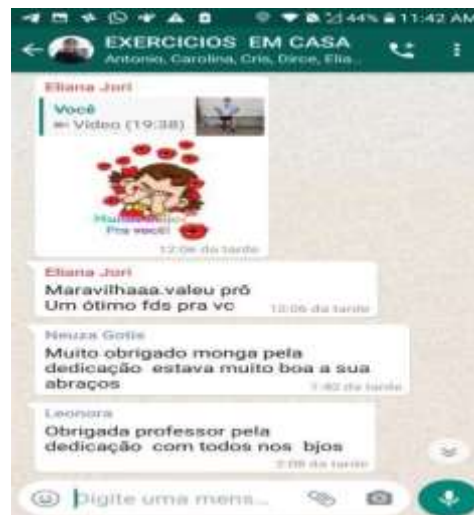 44% 11:42 AM
EXERCICIOS EM CASA
Antonio, Carolina, Cris, Dirce, Elia...
Eliana Jori
Você
Vídeo (19:38)
Pra você!
12:06 da tarde
Eliana Jori
Maravilhaaa.valeu prô
Um ótimo fds pra vc
12:06 da tarde
Neuza Gotis
Muito obrigado monga pela
dedicação estava muito boa a sua
abraços
1:42 da tarde
Leonora
Obrigada professor pela
dedicação com todos nos bjos
2:08 da tarde
Digite uma mens...